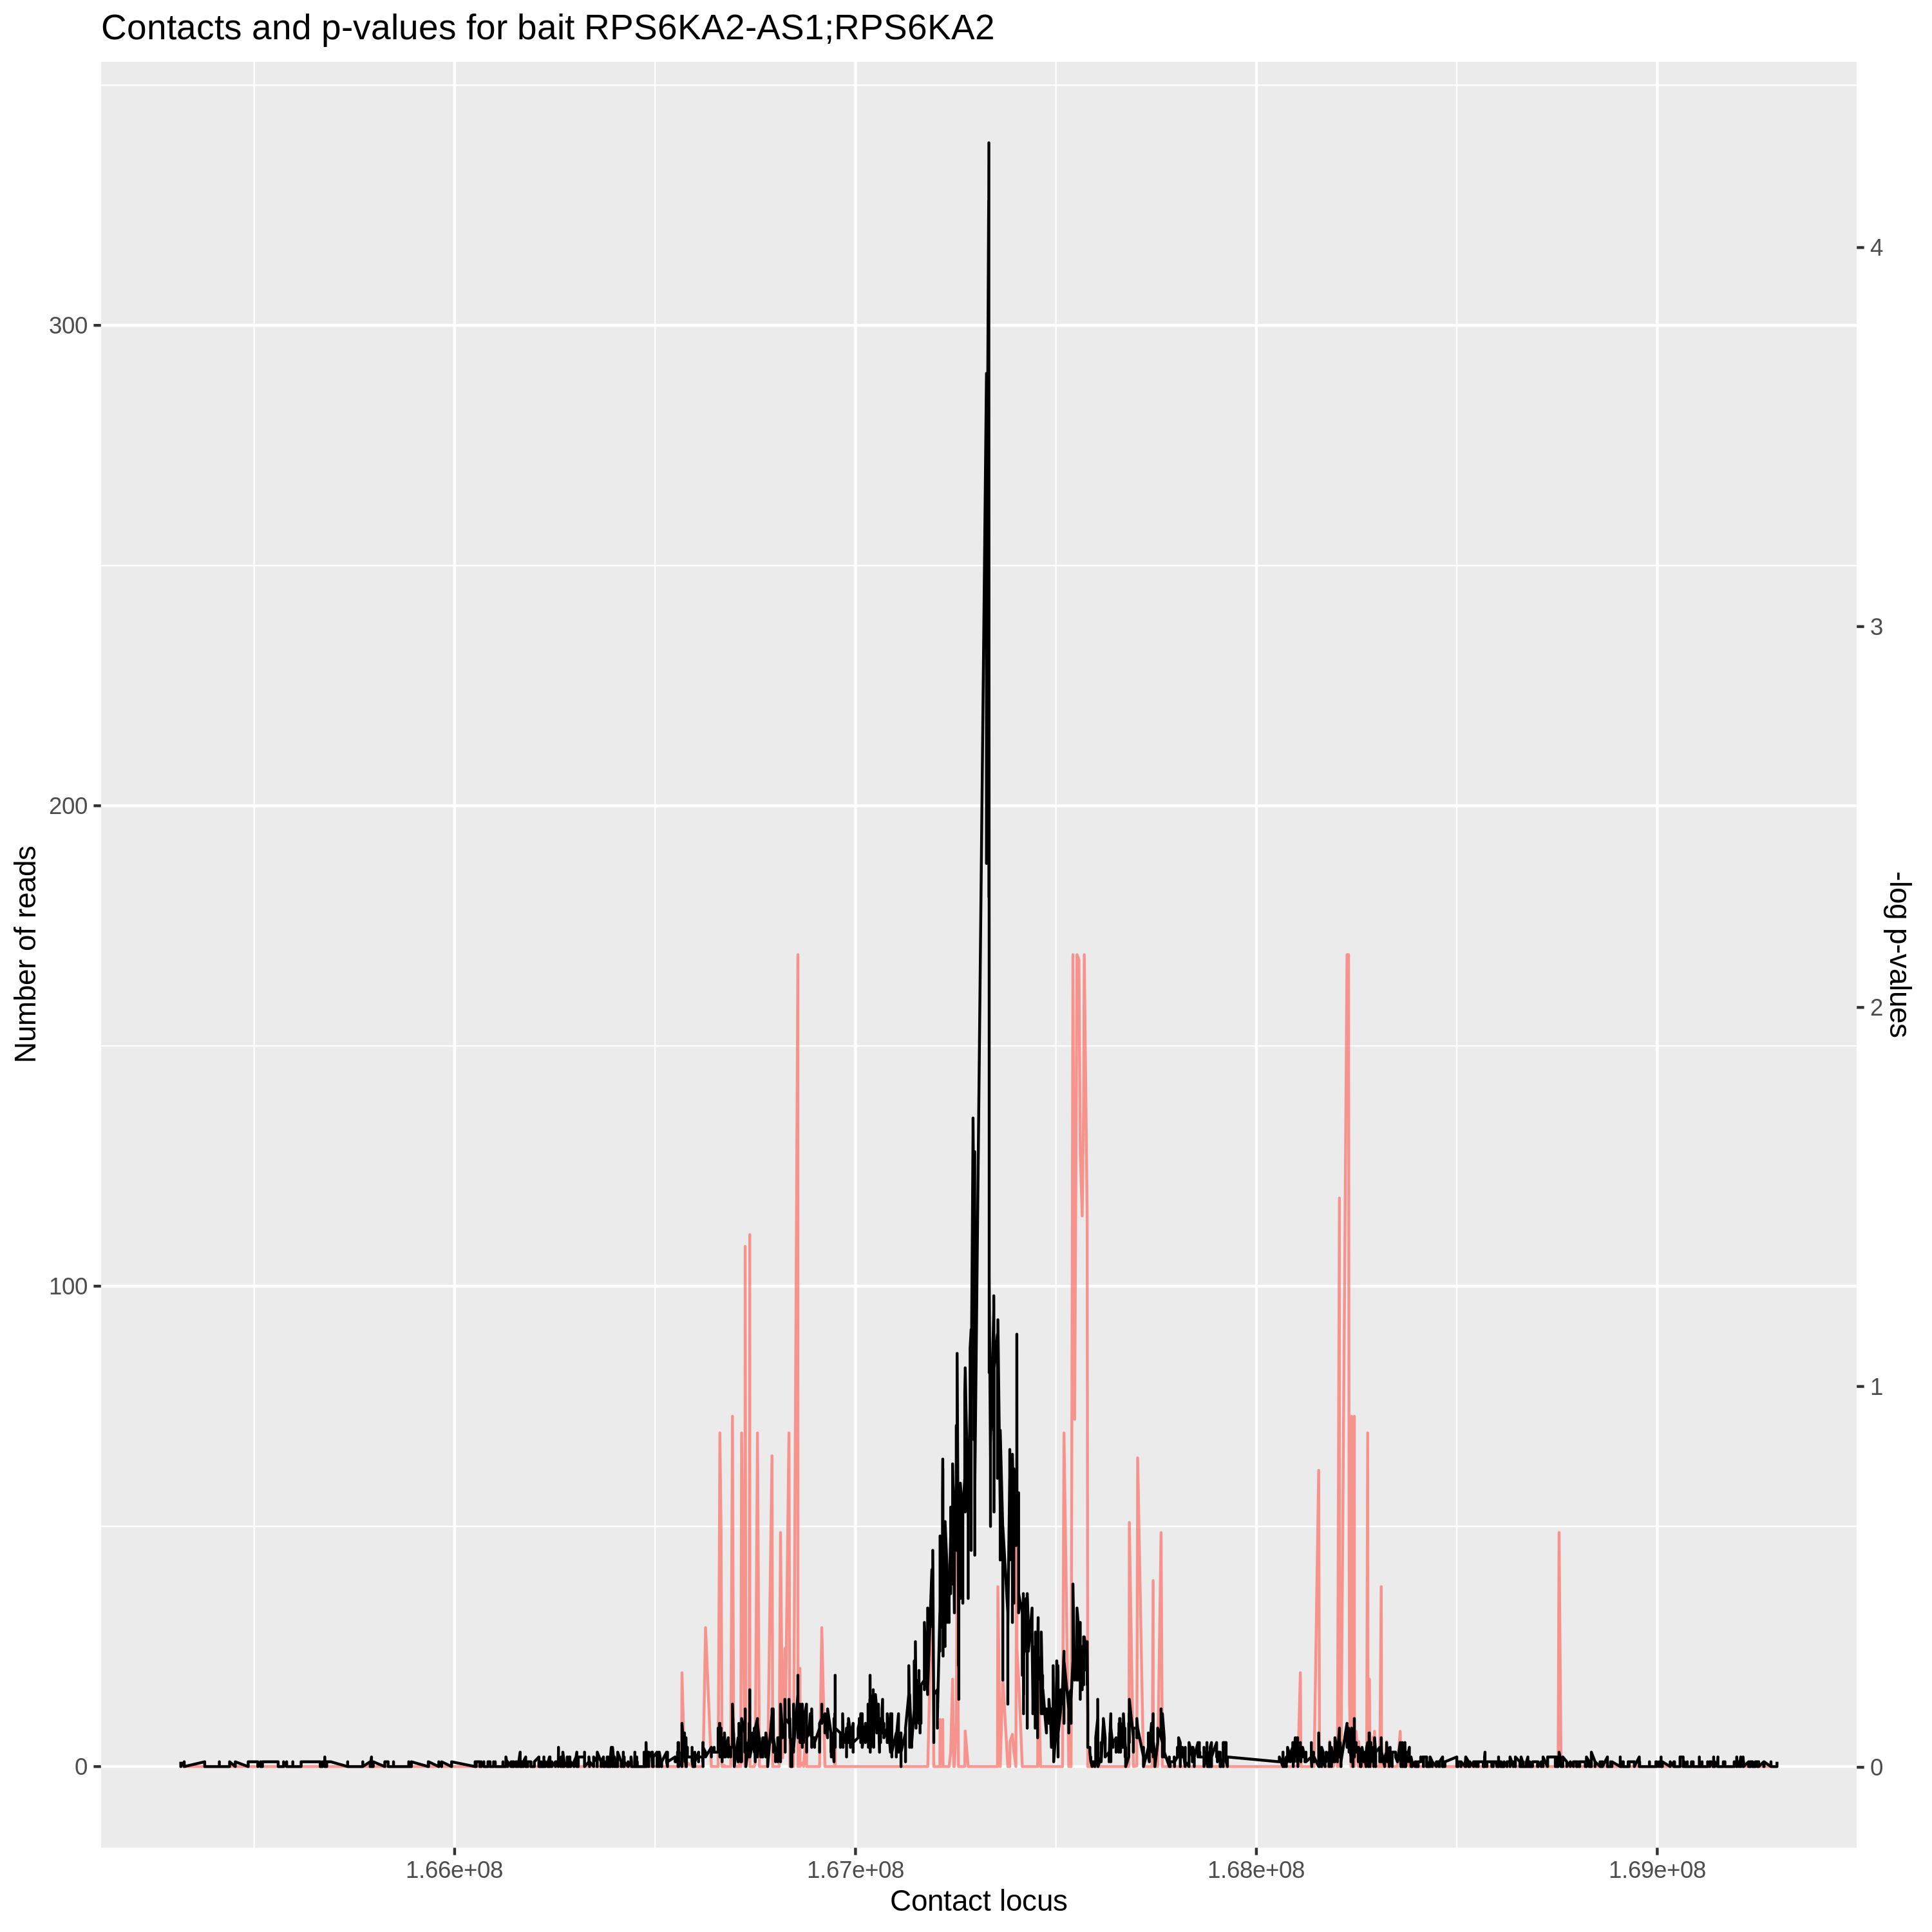 Contacts and p-values for bait RPS6KA2-AS1;RPS6KA2
300
200
100
0
Number of reads
4
3
2
1
0
-log p-values
1.66e+08
1.67e+08
1.68e+08
1.69e+08
Contact locus